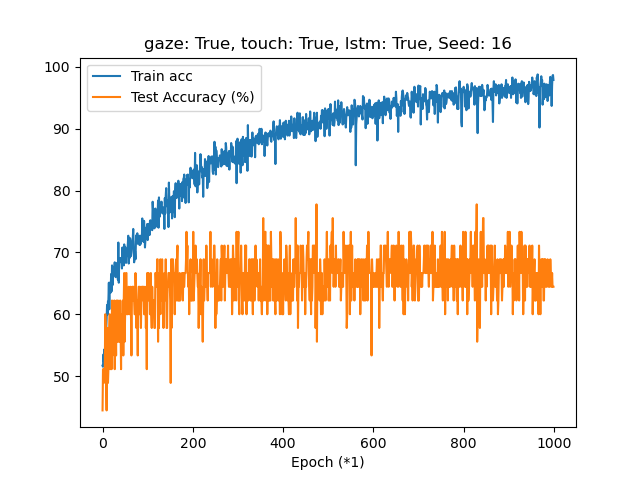 gaze: True, touch: True, lstm: True, Seed: 16
Train acc
Test Accuracy (%)
100
90
80
70
60
50
0 200 400 600 800 1000
Epoch (*1)